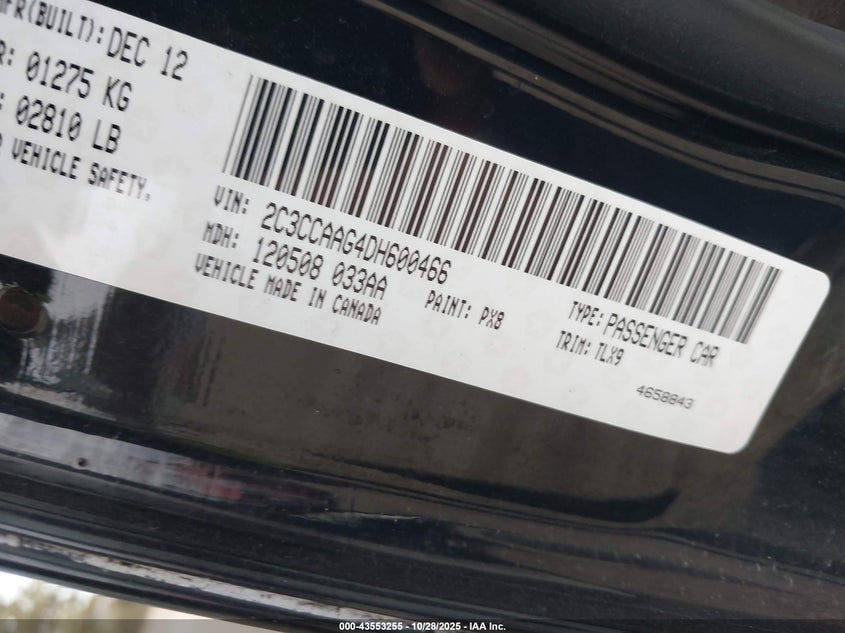 MFR(BUILT): DEC 12
R: 01275 KG
: 02810 LB
VEHICLE SAFETY,
VIN: 2C3CCAAG4DH600466
MDH: 120508 033AA
VEHICLE MADE IN CANADA
PAINT: PX8
TYPE: PASSENGER CAR
TRIM: TLX9
4658843
000-43553255 - 10/28/2025 - IAA Inc.